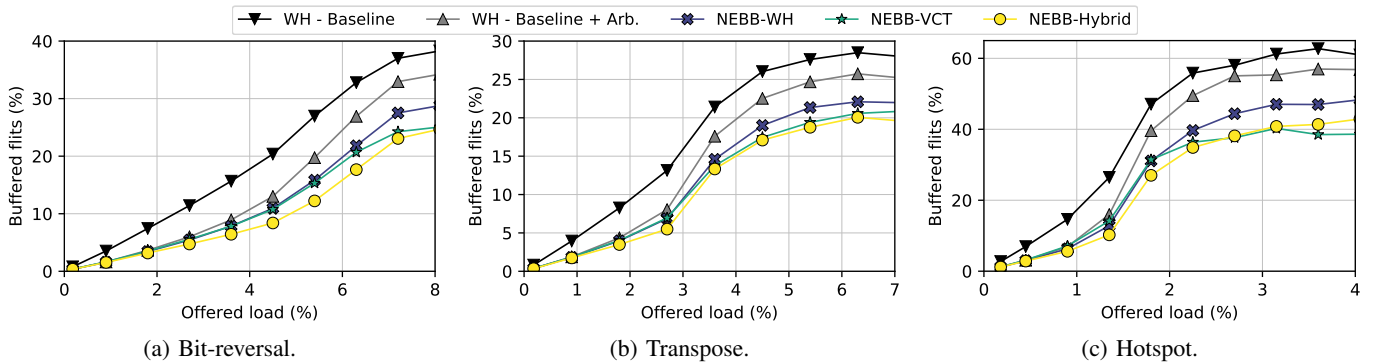 WH - Baseline WH - Baseline + Arb. NEBB-WH NEBB-VCT NEBB-Hybrid
Buffered flits (%)
40
30
20
10
0
0 2 4 6 8
Offered load (%)
(a) Bit-reversal.
Buffered flits (%)
30
25
20
15
10
5
0
0 1 2 3 4 5 6 7
Offered load (%)
(b) Transpose.
Buffered flits (%)
60
40
20
0
0 1 2 3 4
Offered load (%)
(c) Hotspot.